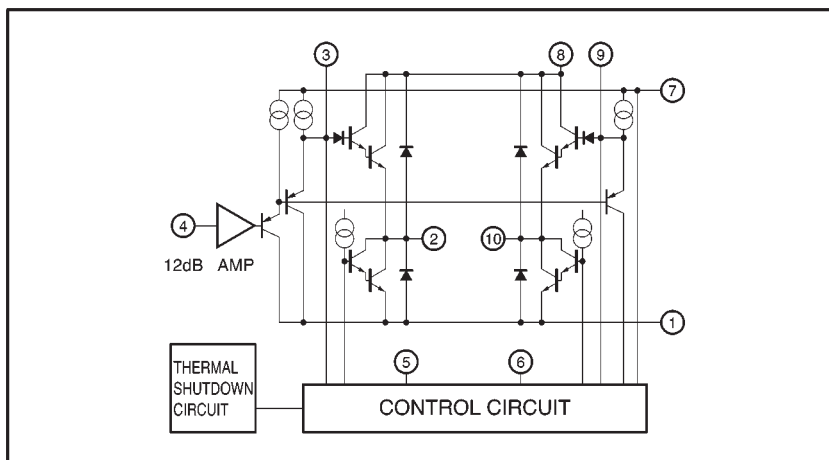 3
8
9
7
4
12dB AMP
2
10
1
5
6
THERMAL
SHUTDOWN
CIRCUIT
CONTROL CIRCUIT